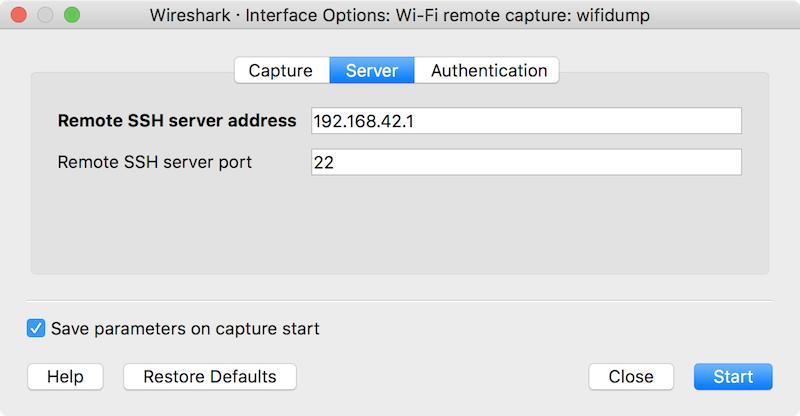 Wireshark · Interface Options: Wi-Fi remote capture: wifidump
Capture Server Authentication
Remote SSH server address 192.168.42.1
Remote SSH server port 22
Save parameters on capture start
Help Restore Defaults Close Start